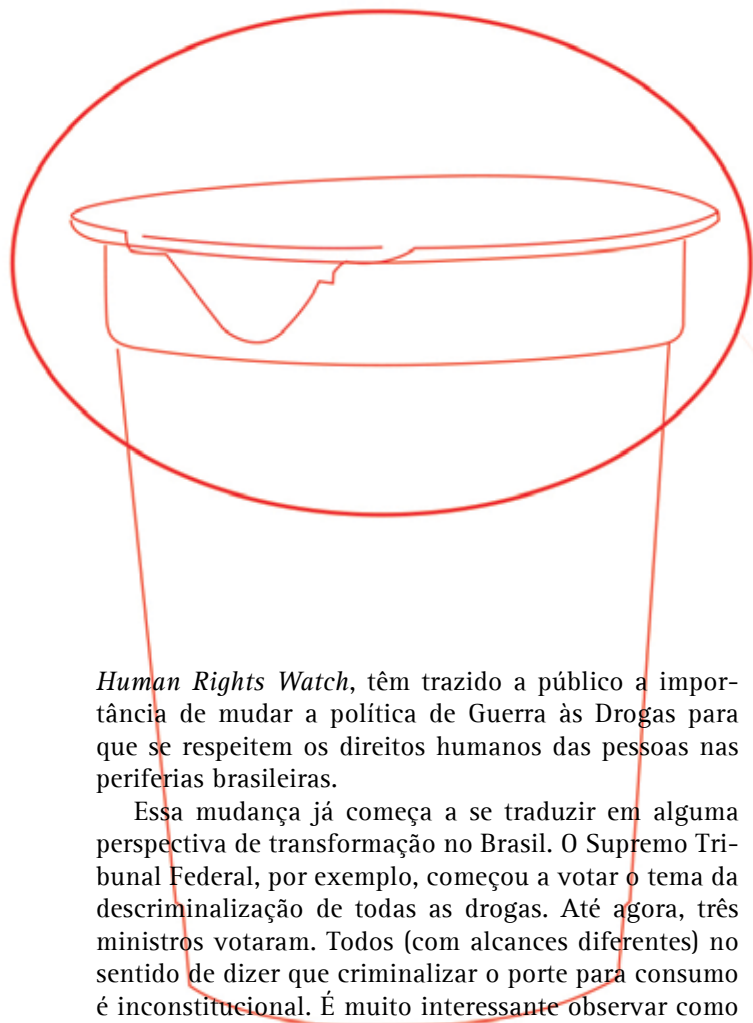 Human Rights Watch, têm trazido a público a impor-
tância de mudar a política de Guerra às Drogas para
que se respeitem os direitos humanos das pessoas nas
periferias brasileiras.
Essa mudança já começa a se traduzir em alguma
perspectiva de transformação no Brasil. O Supremo Tri-
bunal Federal, por exemplo, começou a votar o tema da
descriminalização de todas as drogas. Até agora, três
ministros votaram. Todos (com alcances diferentes) no
sentido de dizer que criminalizar o porte para consumo
é inconstitucional. É muito interessante observar como